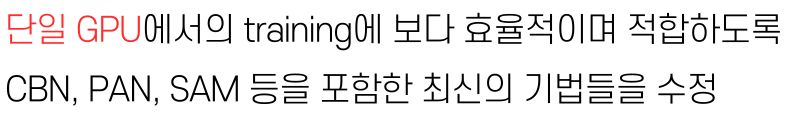 단일 GPU에서의 training에 보다 효율적이며 적합하도록
CBN, PAN, SAM 등을 포함한 최신의 기법들을 수정